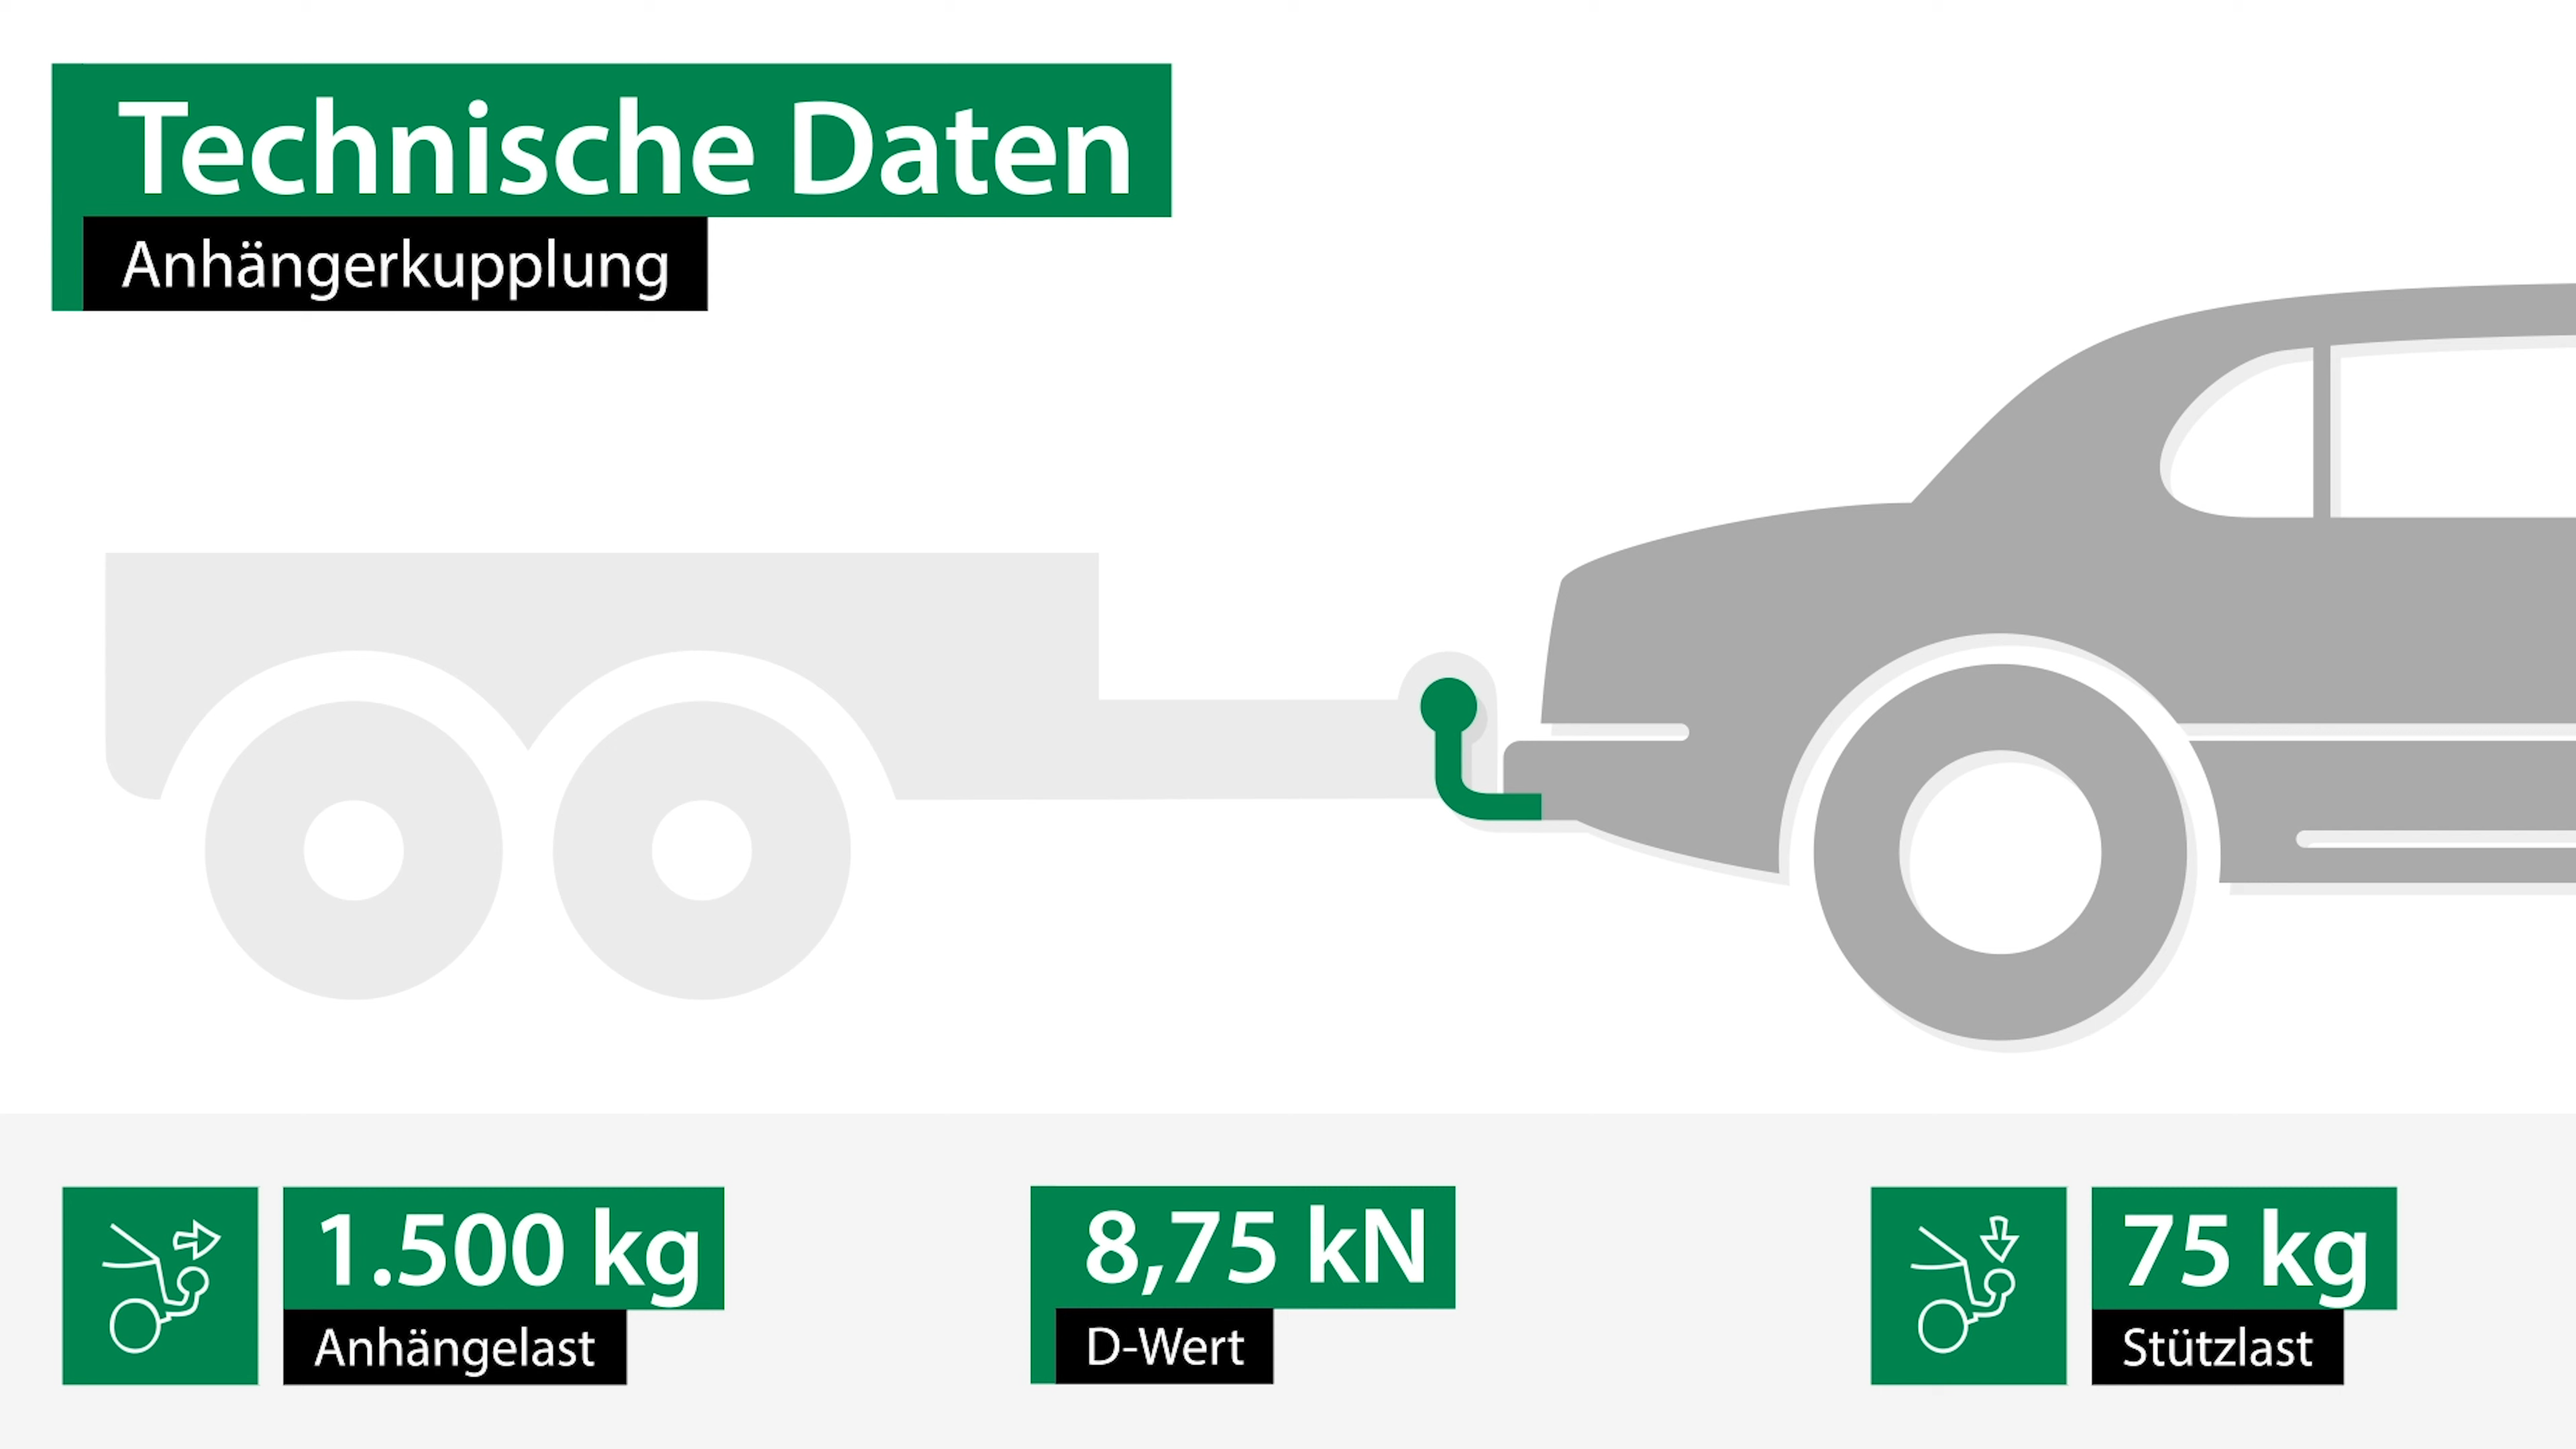 Technische Daten
Anhängerkupplung
1.500 kg
Anhängelast
8,75 kN
D-Wert
75 kg
Stützlast